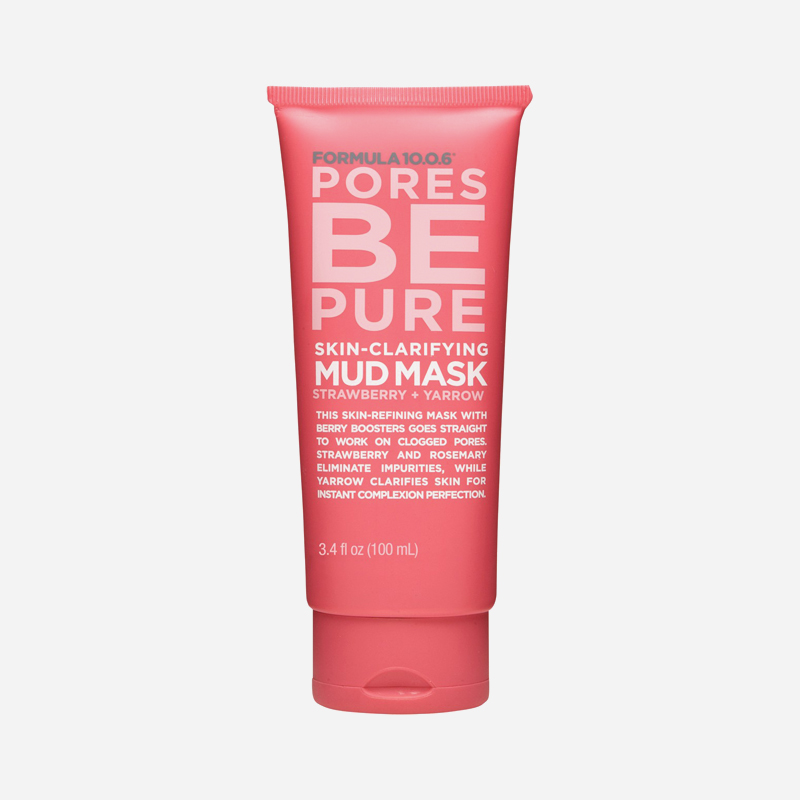 FORMULA 10.0.6®
PORES
BE
PURE
SKIN-CLARIFYING
MUD MASK
STRAWBERRY + YARROW
THIS SKIN-REFINING MASK WITH
BERRY BOOSTERS GOES STRAIGHT
TO WORK ON CLOGGED PORES.
STRAWBERRY AND ROSEMARY
ELIMINATE IMPURITIES, WHILE
YARROW CLARIFIES SKIN FOR
INSTANT COMPLEXION PERFECTION.
3.4 fl oz (100 mL)